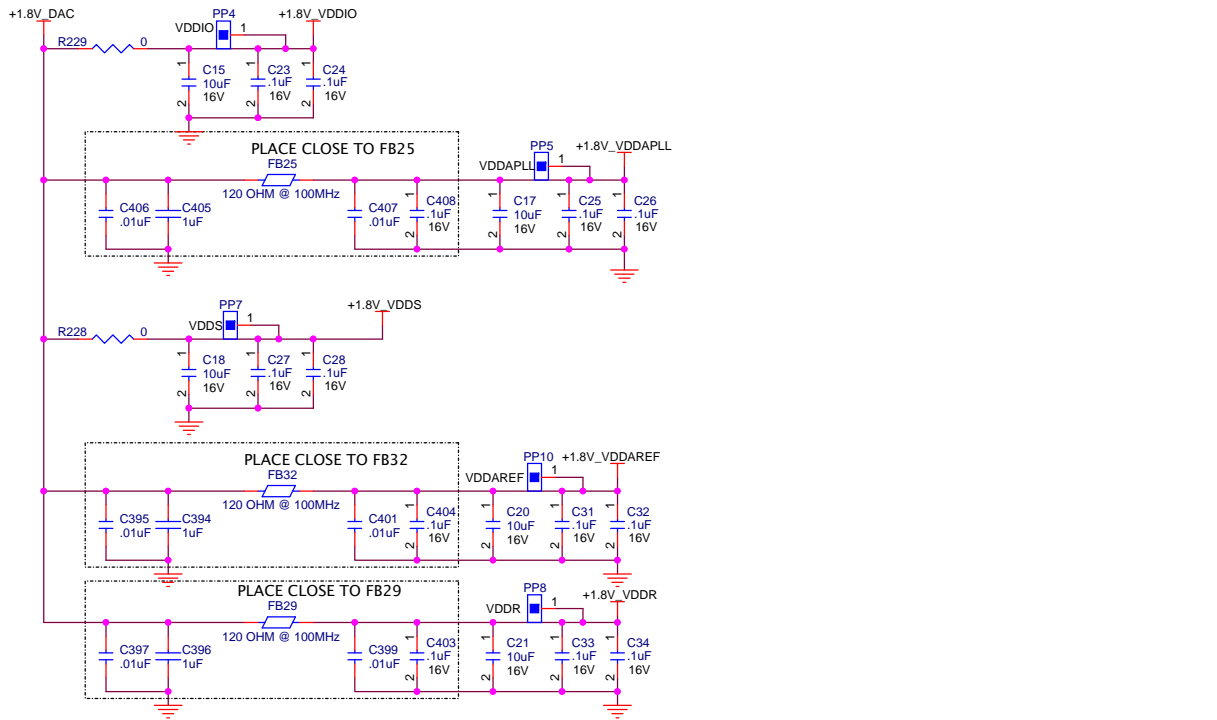 +1.8V_DAC
PP4
+1.8V_VDDIO
VDDIO
1
R229
0
1
C15
10uF
16V
2
1
C23
.1uF
16V
2
1
C24
.1uF
16V
2
PLACE CLOSE TO FB25
FB25
120 OHM @ 100MHz
PP5
+1.8V_VDDAPLL
VDDAPLL
1
C406
.01uF
C405
1uF
C407
.01uF
1
C408
.1uF
16V
2
1
C17
10uF
16V
2
1
C25
.1uF
16V
2
1
C26
.1uF
16V
2
PP7
+1.8V_VDDS
VDDS
1
R228
0
1
C18
10uF
16V
2
1
C27
.1uF
16V
2
1
C28
.1uF
16V
2
PLACE CLOSE TO FB32
FB32
120 OHM @ 100MHz
PP10
+1.8V_VDDAREF
VDDAREF
1
C395
.01uF
C394
1uF
C401
.01uF
1
C404
.1uF
16V
2
1
C20
10uF
16V
2
1
C31
.1uF
16V
2
1
C32
.1uF
16V
2
PLACE CLOSE TO FB29
FB29
120 OHM @ 100MHz
PP8
+1.8V_VDDR
VDDR
1
C397
.01uF
C396
1uF
C399
.01uF
1
C403
.1uF
16V
2
1
C21
10uF
16V
2
1
C33
.1uF
16V
2
1
C34
.1uF
16V
2